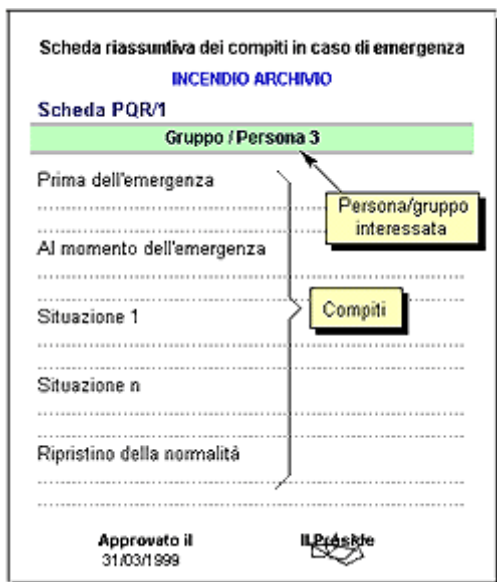 Scheda riassuntiva dei compiti in caso di emergenza
INCENDIO ARCHIVIO
Scheda PQR/1
Gruppo / Persona 3
Prima dell'emergenza
Persona/gruppo
interessata
Al momento dell'emergenza
Compiti
Situazione 1
Situazione n
Ripristino della normalità
Approvato il
Il Preside
31/03/1999